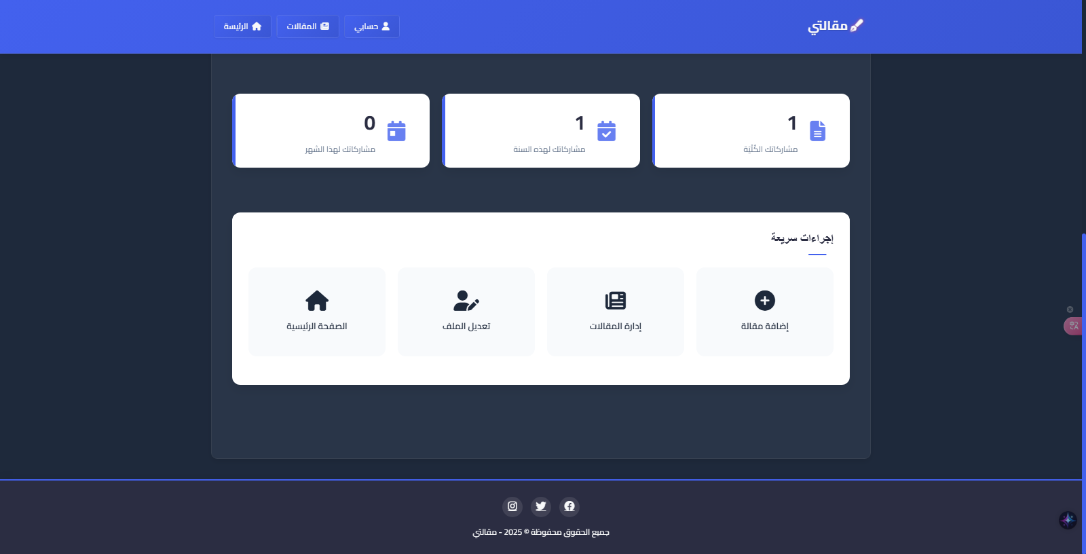 مقالتي
حسابي
المقالات
الرئيسة
1
مشاركاتك الكُلّيَّة
1
مشاركاتك لهذه السنة
0
مشاركاتك لهذا الشهر
إجراءات سريعة
إضافة مقالة
إدارة المقالات
تعديل الملف
الصفحة الرئيسية
جميع الحقوق محفوظة © 2025 - مقالتي